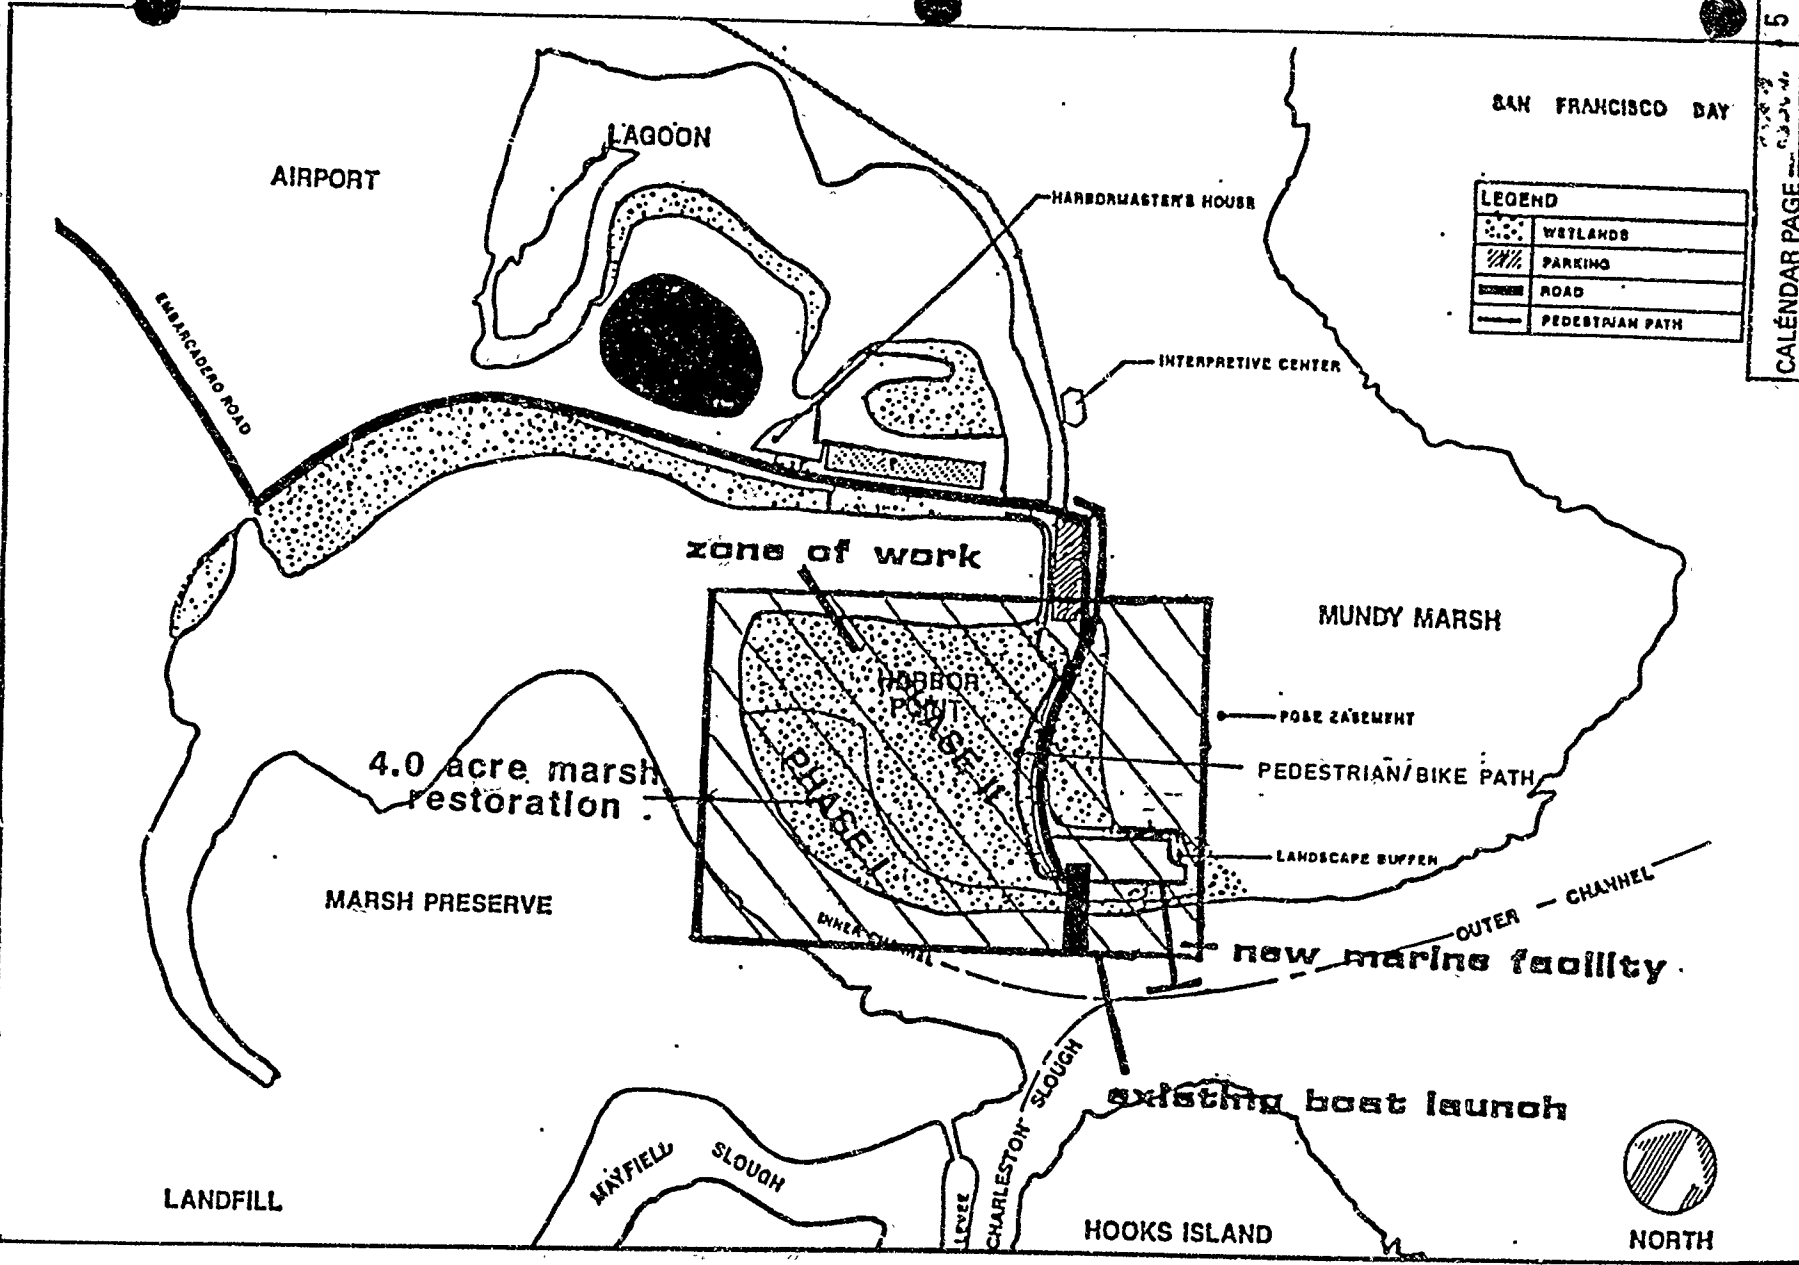 5
CALENDAR PAGE
SAN FRANCISCO BAY
LAGOON
AIRPORT
HARBORMASTER'S HOUSE
LEGEND
WETLANDS
PARKING
ROAD
PEDESTRIAN PATH
EMBARCADERO ROAD
INTERPRETIVE CENTER
zone of work
MUNDY MARSH
HARBOR
POINT
PHASE II
PHASE I
4.0 acre marsh
restoration
PEDESTRIAN/BIKE PATH
LANDSCAPE BUFFER
MARSH PRESERVE
INNER CHANNEL
OUTER CHANNEL
new marine facility
existing boat launch
CHARLESTON SLOUGH
MAYFIELD SLOUGH
LEVEE
LANDFILL
HOOKS ISLAND
NORTH